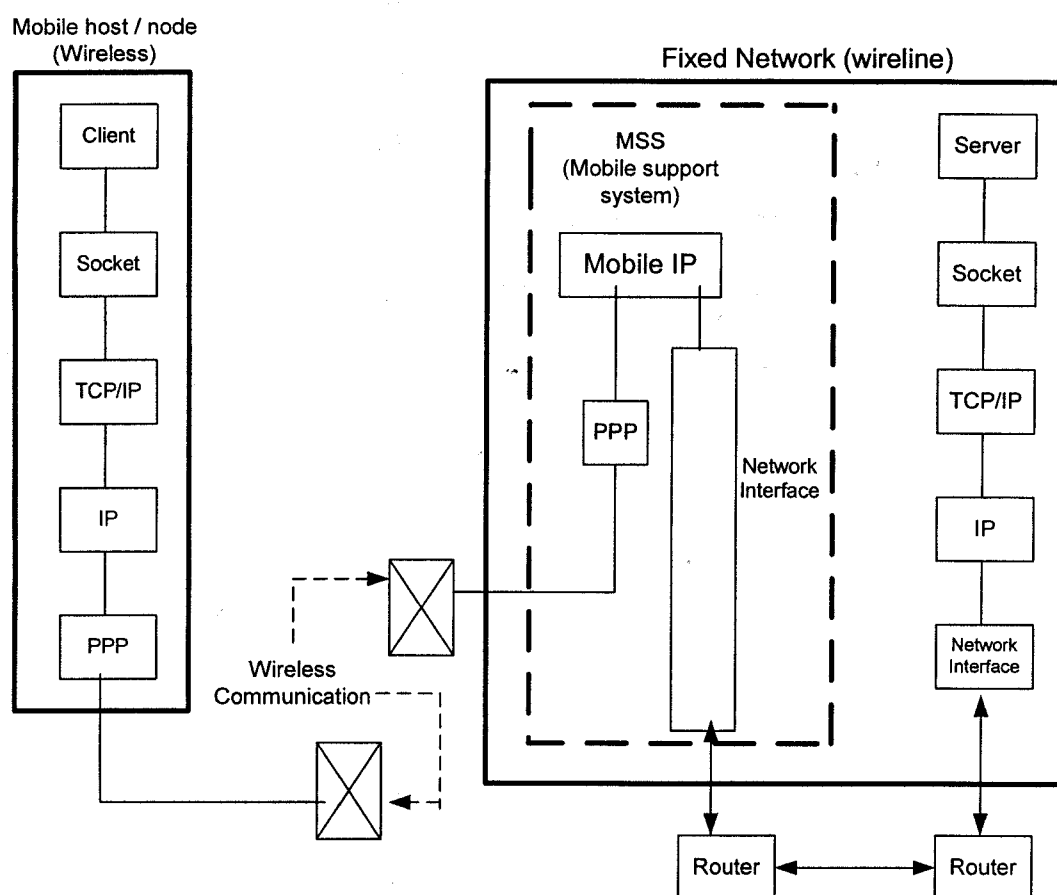 Mobile host / node
(Wireless)
Client
Socket
TCP/IP
IP
PPP
Wireless
Communication
Fixed Network (wireline)
MSS
(Mobile support
system)
Mobile IP
PPP
Network
Interface
Server
Socket
TCP/IP
IP
Network
Interface
Router
Router